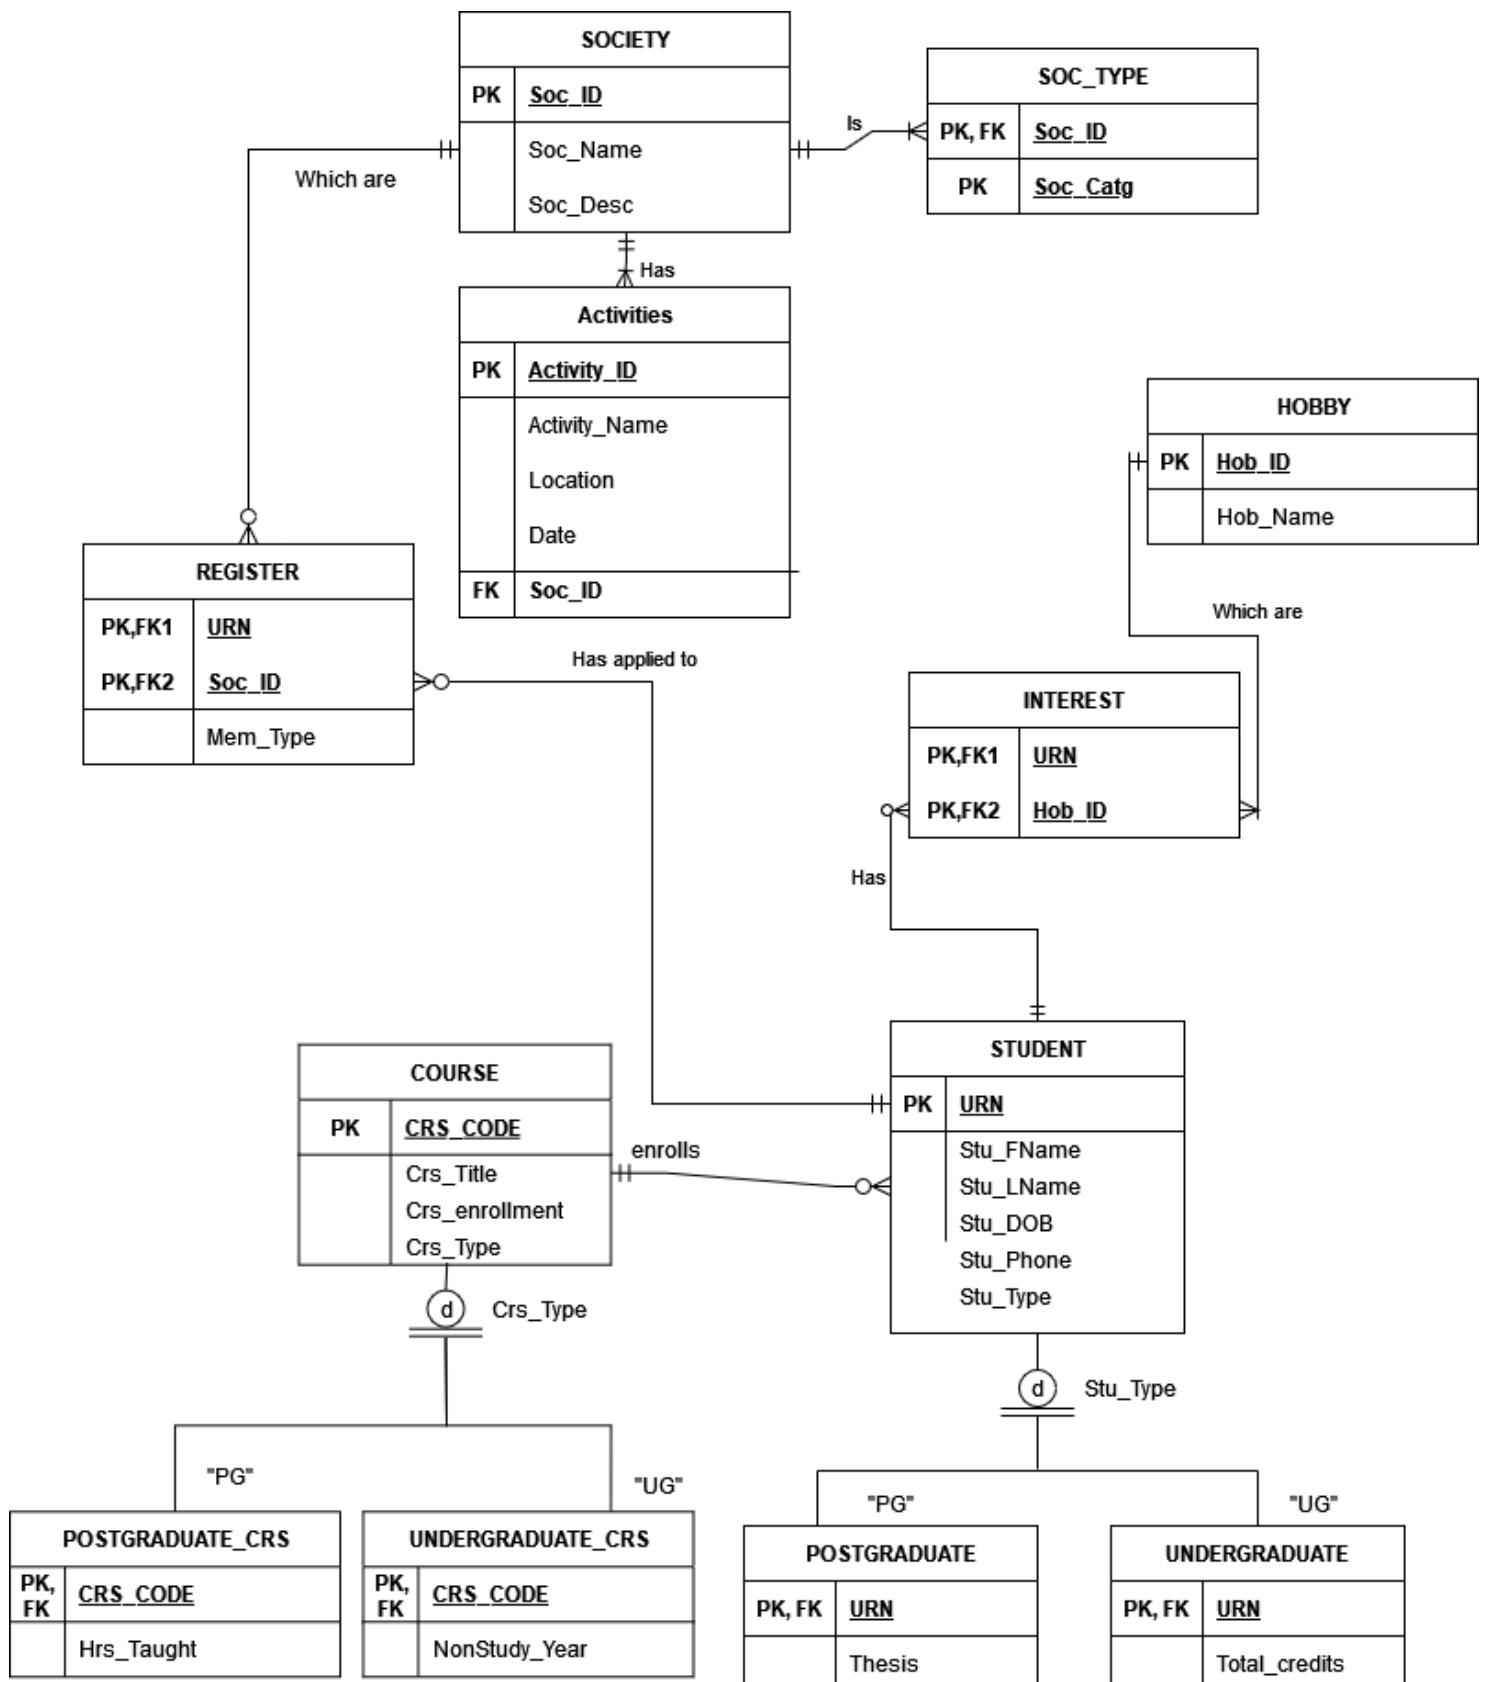 SOCIETY
PK Soc_ID
Soc_Name
Soc_Desc
SOC_TYPE
PK, FK Soc_ID
PK Soc_Catg
Is
Which are
Has
Activities
PK Activity_ID
Activity_Name
Location
Date
FK Soc_ID
HOBBY
PK Hob_ID
Hob_Name
Which are
REGISTER
PK,FK1 URN
PK,FK2 Soc_ID
Mem_Type
Has applied to
INTEREST
PK,FK1 URN
PK,FK2 Hob_ID
Has
STUDENT
PK URN
Stu_FName
Stu_LName
Stu_DOB
Stu_Phone
Stu_Type
COURSE
PK CRS_CODE
Crs_Title
Crs_enrollment
Crs_Type
enrolls
d Crs_Type
d Stu_Type
"PG"
"UG"
"PG"
"UG"
POSTGRADUATE_CRS
PK, FK CRS_CODE
Hrs_Taught
UNDERGRADUATE_CRS
PK, FK CRS_CODE
NonStudy_Year
POSTGRADUATE
PK, FK URN
Thesis
UNDERGRADUATE
PK, FK URN
Total_credits